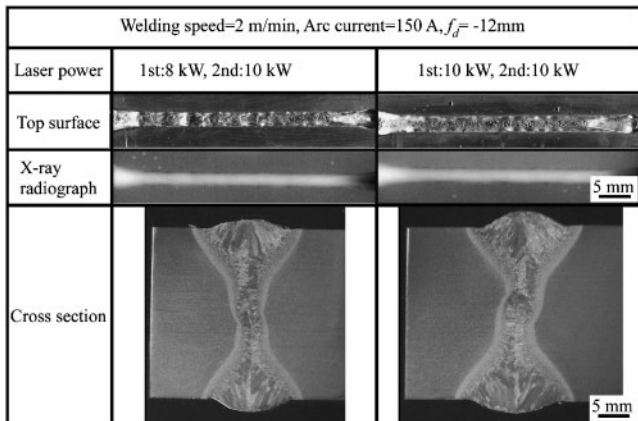 Welding speed=2 m/min, Arc current=150 A, f_d= -12mm
Laser power
1st:8 kW, 2nd:10 kW
1st:10 kW, 2nd:10 kW
Top surface
X-ray
radiograph
5 mm
Cross section
5 mm